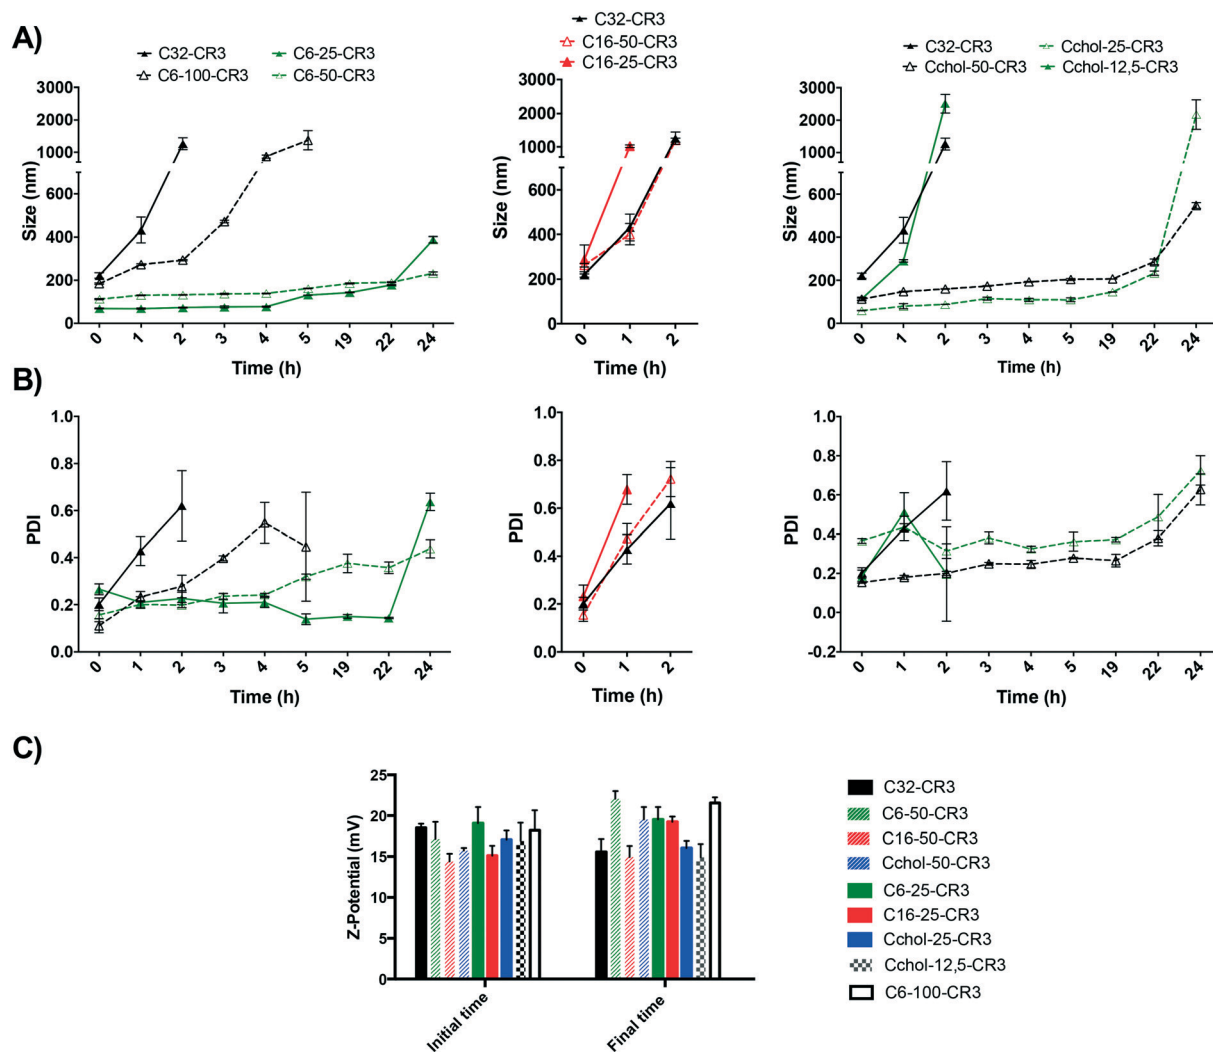 A)
C32-CR3
C6-25-CR3
C6-100-CR3
C6-50-CR3
3000
2000
1000
600
400
200
0
Size (nm)
0 1 2 3 4 5 19 22 24
Time (h)
C32-CR3
C16-50-CR3
C16-25-CR3
3000
2000
1000
600
400
200
0
Size (nm)
0 1 2
Time (h)
C32-CR3
Cchol-25-CR3
Cchol-50-CR3
Cchol-12,5-CR3
3000
2000
1000
600
400
200
0
Size (nm)
0 1 2 3 4 5 19 22 24
Time (h)
B)
1.0
0.8
0.6
0.4
0.2
0.0
PDI
0 1 2 3 4 5 19 22 24
Time (h)
1.0
0.8
0.6
0.4
0.2
0.0
PDI
0 1 2
Time (h)
1.0
0.8
0.6
0.4
0.2
0.0
-0.2
PDI
0 1 2 3 4 5 19 22 24
Time (h)
C)
25
20
15
10
5
0
Z-Potential (mV)
Initial time
Final time
C32-CR3
C6-50-CR3
C16-50-CR3
Cchol-50-CR3
C6-25-CR3
C16-25-CR3
Cchol-25-CR3
Cchol-12,5-CR3
C6-100-CR3